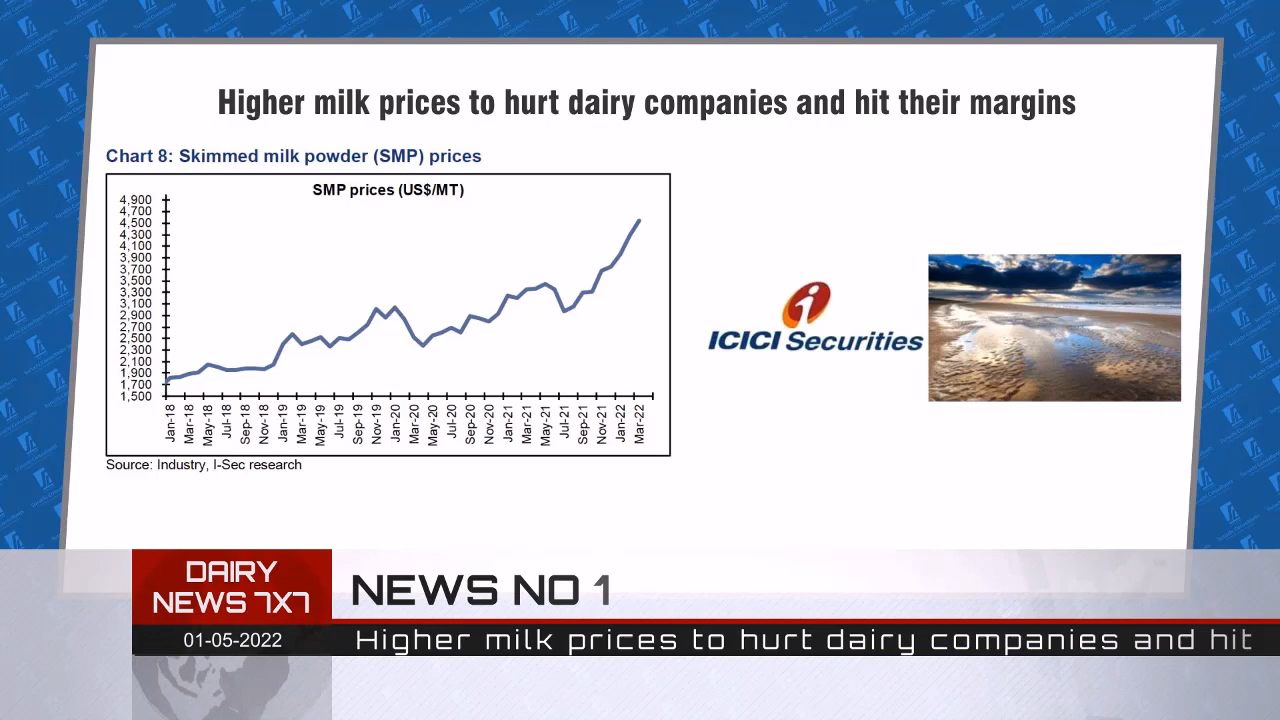 Higher milk prices to hurt dairy companies and hit their margins
Chart 8: Skimmed milk powder (SMP) prices
SMP prices (US$/MT)
4,900
4,700
4,500
4,300
4,100
3,900
3,700
3,500
3,300
3,100
2,900
2,700
2,500
2,300
2,100
1,900
1,700
1,500
Jan-18
Mar-18
May-18
Jul-18
Sep-18
Nov-18
Jan-19
Mar-19
May-19
Jul-19
Sep-19
Nov-19
Jan-20
Mar-20
May-20
Jul-20
Sep-20
Nov-20
Jan-21
Mar-21
May-21
Jul-21
Sep-21
Nov-21
Jan-22
Mar-22
Source: Industry, I-Sec research
ICICI Securities
DAIRY
NEWS 7X7
NEWS NO 1
01-05-2022
Higher milk prices to hurt dairy companies and hit